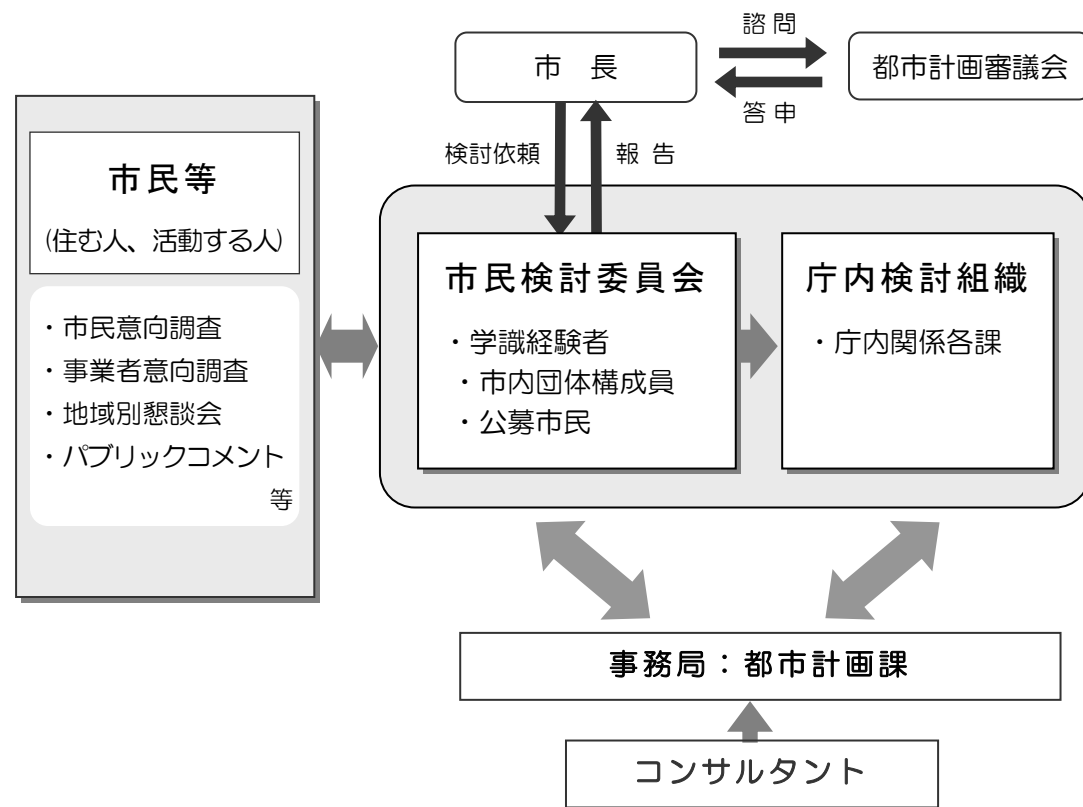 諮問
市 長
都市計画審議会
答申
検討依頼
報 告
市民等
(住む人、活動する人)
・市民意向調査
・事業者意向調査
・地域別懇談会
・パブリックコメント
等
市民検討委員会
・学識経験者
・市内団体構成員
・公募市民
庁内検討組織
・庁内関係各課
事務局：都市計画課
コンサルタント